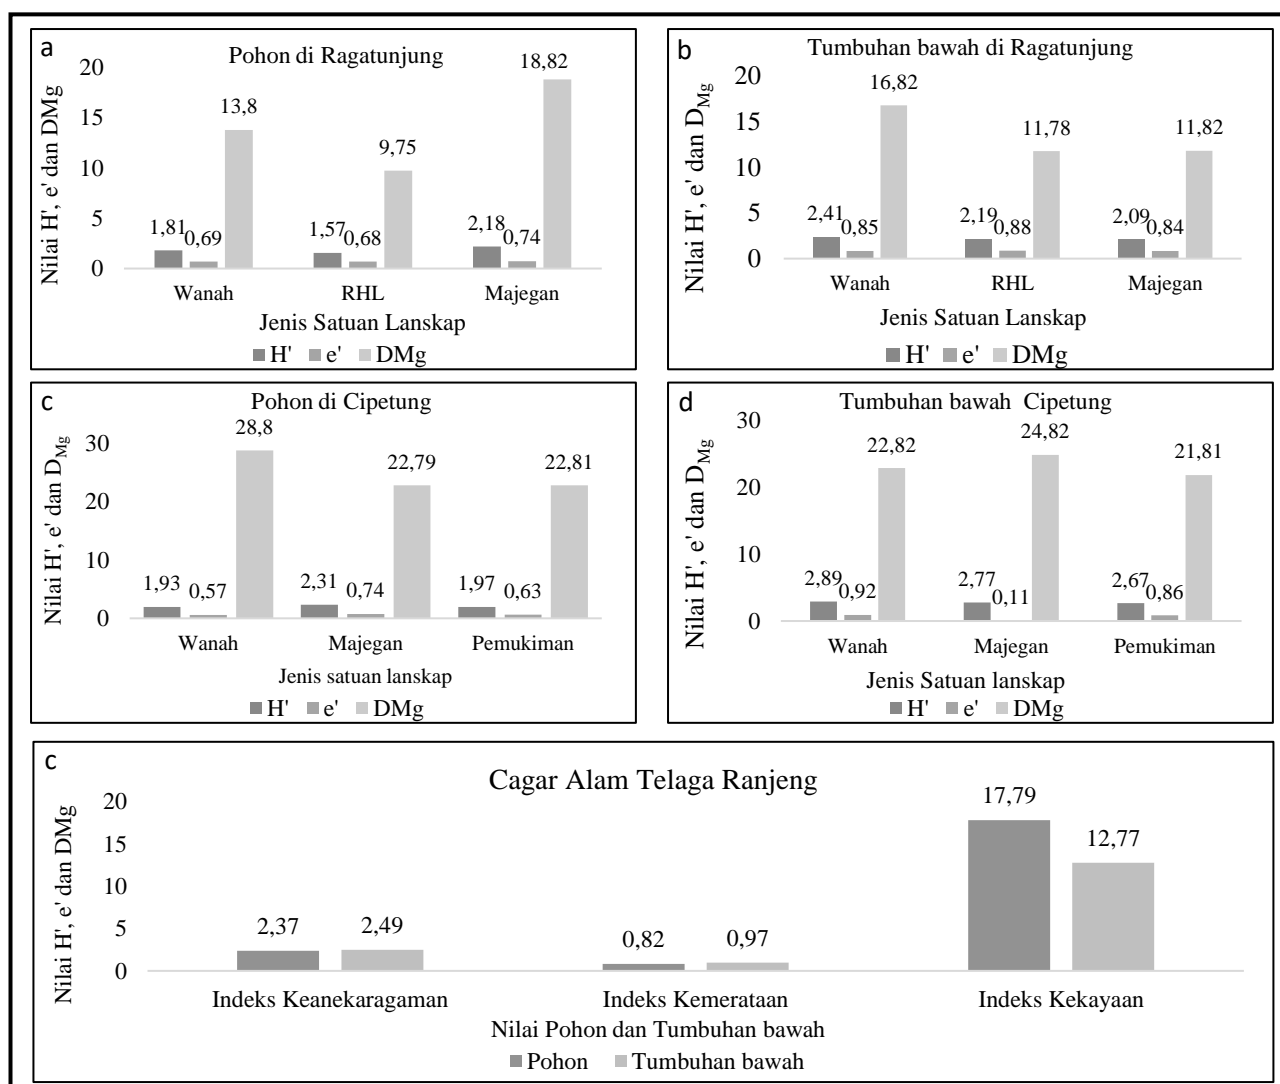 a
Pohon di Ragatunjung
Nilai H', e' dan DMg
20
15
10
5
0
1,81
0,69
13,8
1,57
0,68
9,75
2,18
0,74
18,82
Wanah
RHL
Majegan
Jenis Satuan Lanskap
H' e' DMg
b
Tumbuhan bawah di Ragatunjung
Nilai H', e' dan DMg
20
15
10
5
0
2,41
0,85
16,82
2,19
0,88
11,78
2,09
0,84
11,82
Wanah
RHL
Majegan
Jenis Satuan Lanskap
H' e' DMg
c
Pohon di Cipetung
Nilai H', e' dan DMg
30
20
10
0
1,93
0,57
28,8
2,31
0,74
22,79
1,97
0,63
22,81
Wanah
Majegan
Pemukiman
Jenis satuan lanskap
H' e' DMg
d
Tumbuhan bawah Cipetung
Nilai H', e' dan DMg
30
20
10
0
2,89
0,92
22,82
2,77
0,11
24,82
2,67
0,86
21,81
Wanah
Majegan
Pemukiman
Jenis Satuan lanskap
H' e' DMg
c
Cagar Alam Telaga Ranjeng
Nilai H', e' dan DMg
20
15
10
5
0
2,37
2,49
0,82
0,97
17,79
12,77
Indeks Keanekaragaman
Indeks Kemerataan
Indeks Kekayaan
Nilai Pohon dan Tumbuhan bawah
Pohon Tumbuhan bawah